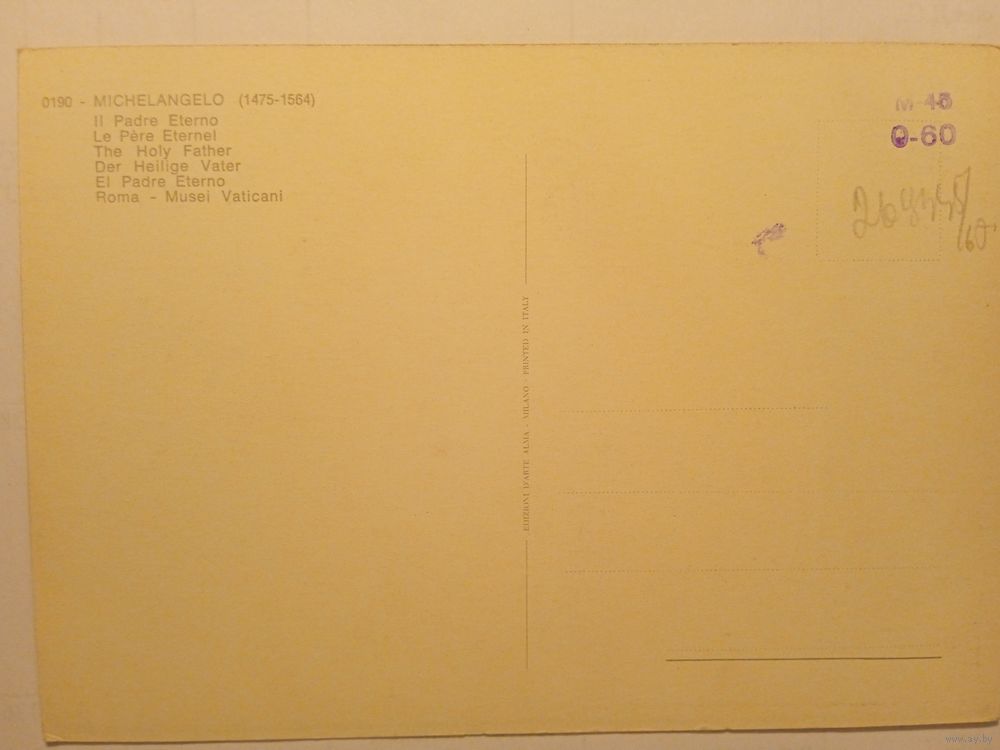 0190 - MICHELANGELO (1475-1564)
Il Padre Eterno
Le Père Eternel
The Holy Father
Der Heilige Vater
El Padre Eterno
Roma - Musei Vaticani
EDIZIONI D'ARTE ALMA - MILANO PRINTED IN ITALY
0-60
/60
www.ay.by